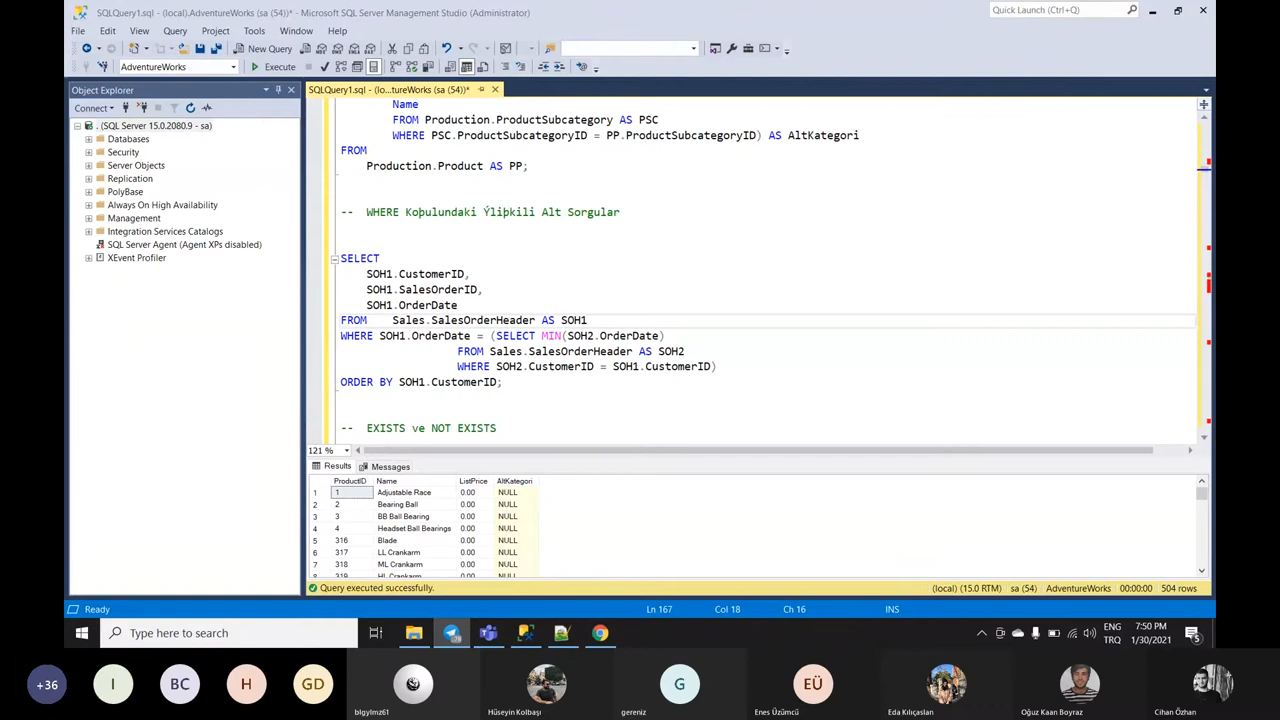 SQLQuery1.sql - (local).AdventureWorks (sa (54))* - Microsoft SQL Server Management Studio (Administrator)
Quick Launch (Ctrl+Q)
File Edit View Query Project Tools Window Help
New Query
AdventureWorks Execute
Object Explorer
SQLQuery1.sql - (lo...tureWorks (sa (54))*
Connect
. (SQL Server 15.0.2080.9 - sa)
Databases
Security
Server Objects
Replication
PolyBase
Always On High Availability
Management
Integration Services Catalogs
SQL Server Agent (Agent XPs disabled)
XEvent Profiler
Name
FROM Production.ProductSubcategory AS PSC
WHERE PSC.ProductSubcategoryID = PP.ProductSubcategoryID) AS AltKategori
FROM
Production.Product AS PP;
-- WHERE Koþulundaki Ýliþkili Alt Sorgular
SELECT
SOH1.CustomerID,
SOH1.SalesOrderID,
SOH1.OrderDate
FROM Sales.SalesOrderHeader AS SOH1
WHERE SOH1.OrderDate = (SELECT MIN(SOH2.OrderDate)
FROM Sales.SalesOrderHeader AS SOH2
WHERE SOH2.CustomerID = SOH1.CustomerID)
ORDER BY SOH1.CustomerID;
-- EXISTS ve NOT EXISTS
121 %
Results Messages
ProductID Name ListPrice AltKategori
1 1 Adjustable Race 0.00 NULL
2 2 Bearing Ball 0.00 NULL
3 3 BB Ball Bearing 0.00 NULL
4 4 Headset Ball Bearings 0.00 NULL
5 316 Blade 0.00 NULL
6 317 LL Crankarm 0.00 NULL
7 318 ML Crankarm 0.00 NULL
8 319 HL Crankarm 0.00 NULL
Query executed successfully. (local) (15.0 RTM) sa (54) AdventureWorks 00:00:00 504 rows
Ready Ln 167 Col 18 Ch 16 INS
Type here to search
ENG 7:50 PM
TRQ 1/30/2021
5
+36 I BC H GD G EÜ
blgylmz61 Hüseyin Kolbaşı gereniz Enes Üzümcü Eda Kılıçaslan Oğuz Kaan Boyraz Cihan Özhan